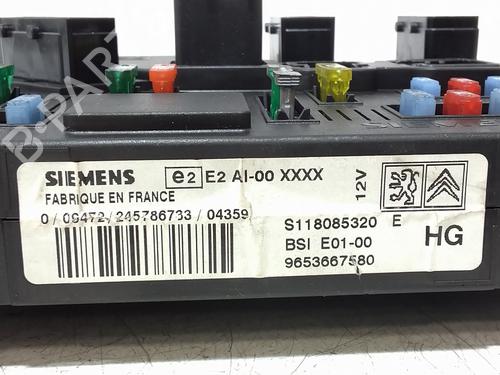 B-PARTS
SIEMENS e2 E2 AI-00 XXXX
FABRIQUE EN FRANCE
0 / 09472 / 245786733 / 04359
12V
S118085320 E
BSI E01-00
9653667580
HG